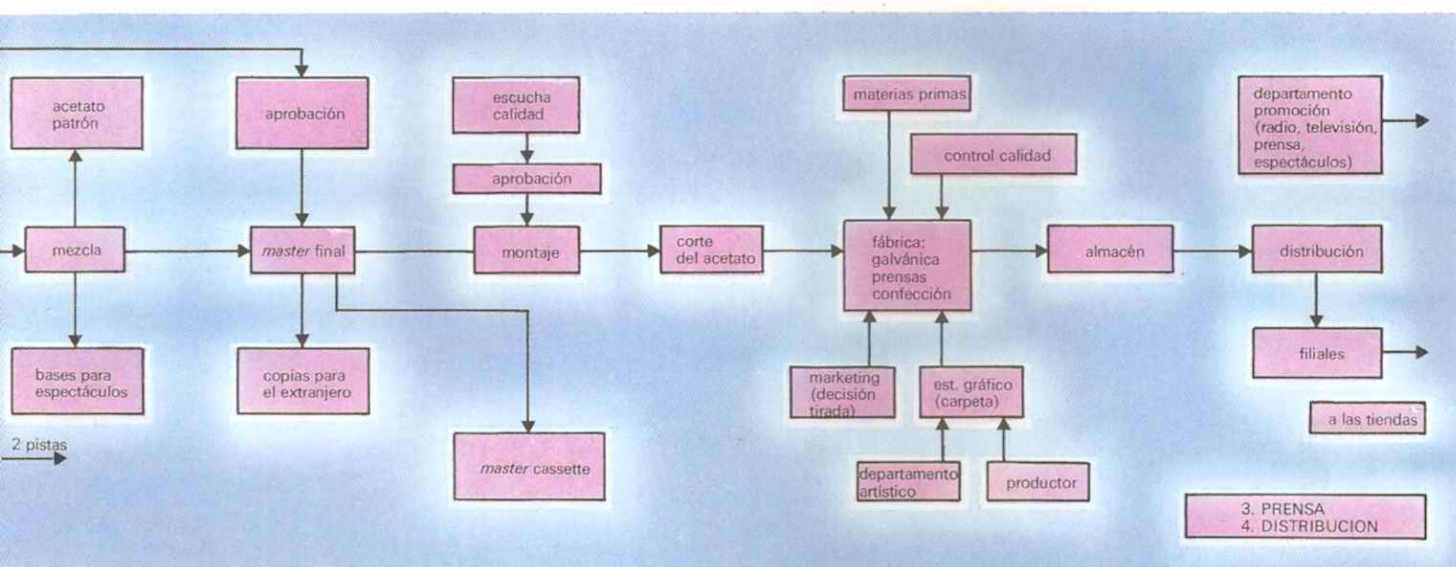 acetato
patrón
aprobación
escucha
calidad
aprobación
materias primas
control calidad
departamento
promoción
(radio, televisión,
prensa,
espectáculos)
mezcla
master final
montaje
corte
del acetato
fábrica:
galvánica
prensas
confección
almacén
distribución
filiales
bases para
espectáculos
copias para
el extranjero
marketing
(decisión
tirada)
est. gráfico
(carpeta)
a las tiendas
2 pistas
master cassette
departamento
artístico
productor
3. PRENSA
4. DISTRIBUCION